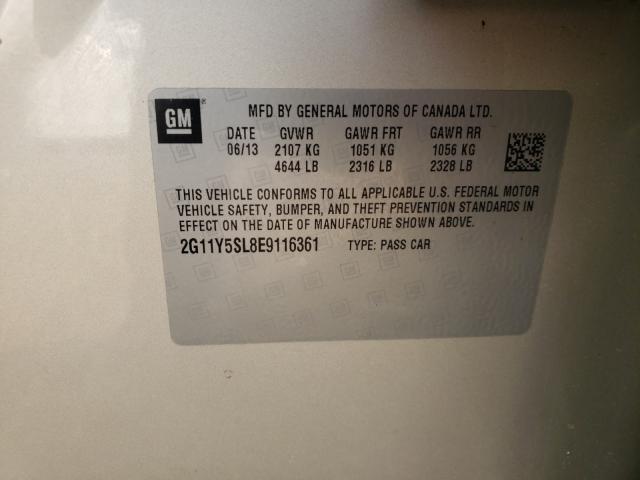 GM
MFD BY GENERAL MOTORS OF CANADA LTD.
DATE GVWR GAWR FRT GAWR RR
06/13 2107 KG 1051 KG 1056 KG
4644 LB 2316 LB 2328 LB
THIS VEHICLE CONFORMS TO ALL APPLICABLE U.S. FEDERAL MOTOR
VEHICLE SAFETY, BUMPER, AND THEFT PREVENTION STANDARDS IN
EFFECT ON THE DATE OF MANUFACTURE SHOWN ABOVE.
2G11Y5SL8E9116361 TYPE: PASS CAR